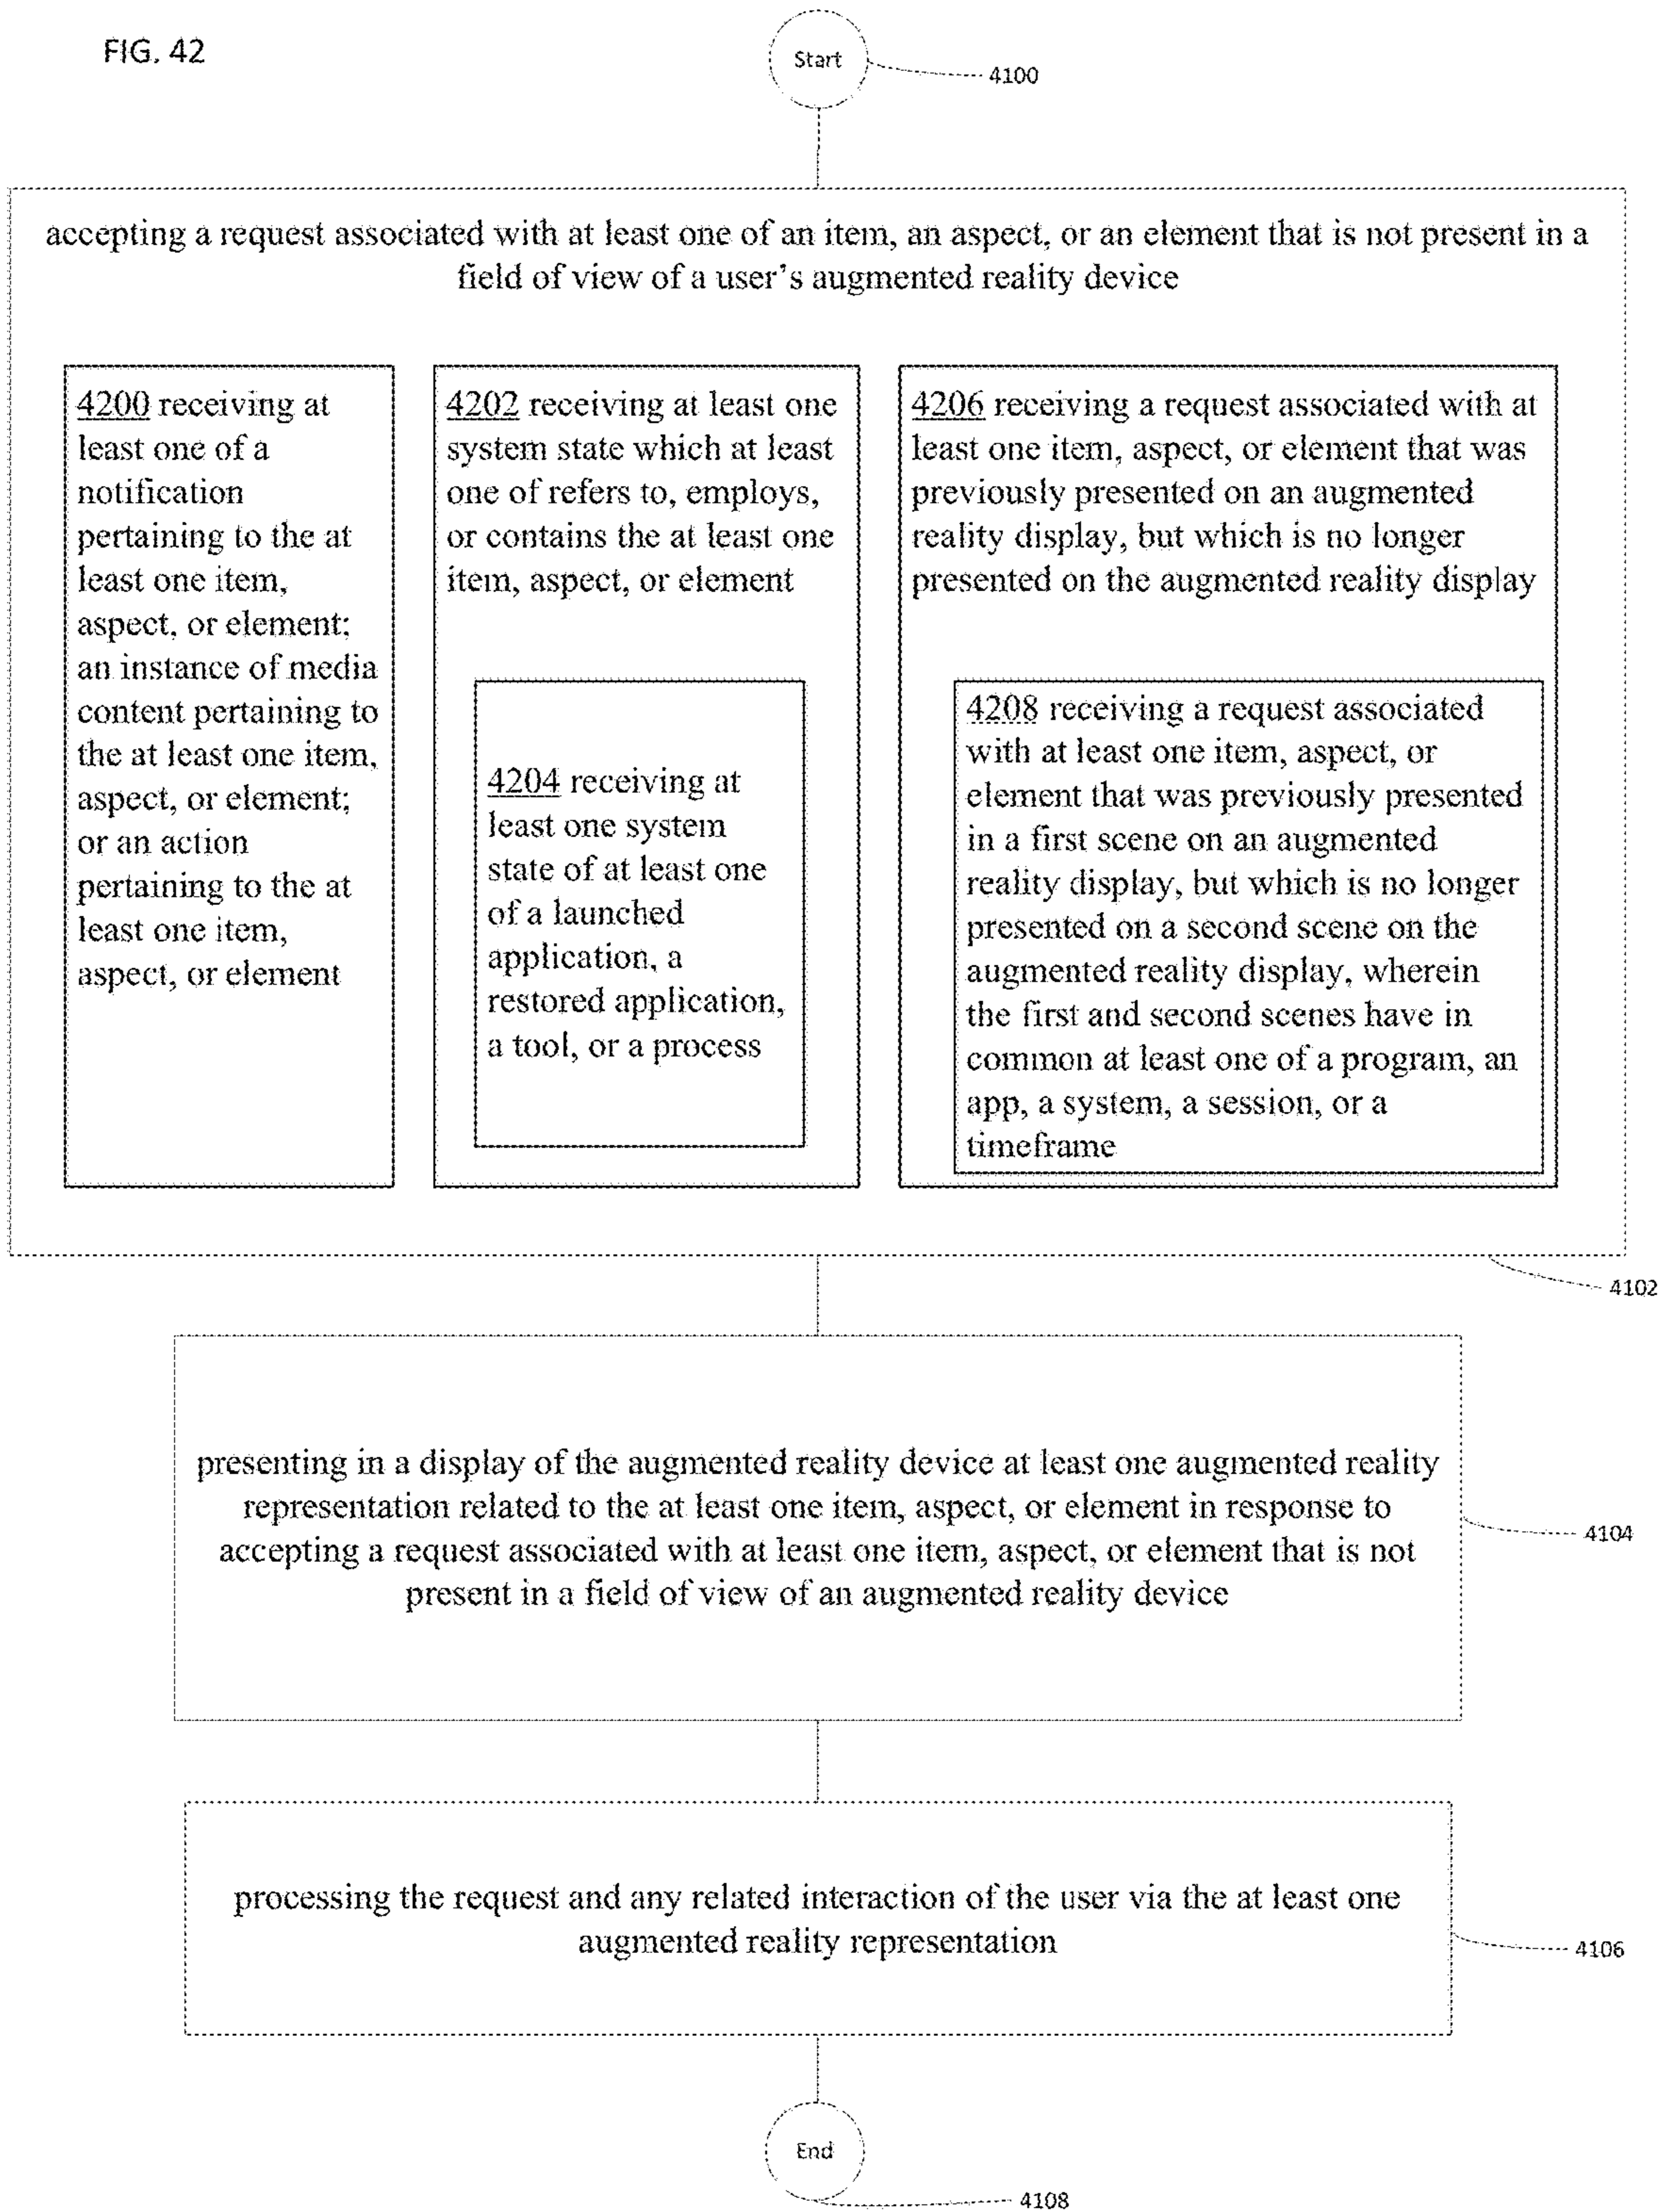 FIG. 42
Start
4100
accepting a request associated with at least one of an item, an aspect, or an element that is not present in a
field of view of a user's augmented reality device
4200 receiving at
least one of a
notification
pertaining to the at
least one item,
aspect, or element;
an instance of media
content pertaining to
the at least one item,
aspect, or element;
or an action
pertaining to the at
least one item,
aspect, or element
4202 receiving at least one
system state which at least
one of refers to, employs,
or contains the at least one
item, aspect, or element
4204 receiving at
least one system
state of at least one
of a launched
application, a
restored application,
a tool, or a process
4206 receiving a request associated with at
least one item, aspect, or element that was
previously presented on an augmented
reality display, but which is no longer
presented on the augmented reality display
4208 receiving a request associated
with at least one item, aspect, or
element that was previously presented
in a first scene on an augmented
reality display, but which is no longer
presented on a second scene on the
augmented reality display, wherein
the first and second scenes have in
common at least one of a program, an
app, a system, a session, or a
timeframe
4102
presenting in a display of the augmented reality device at least one augmented reality
representation related to the at least one item, aspect, or element in response to
accepting a request associated with at least one item, aspect, or element that is not
present in a field of view of an augmented reality device
4104
processing the request and any related interaction of the user via the at least one
augmented reality representation
4106
End
4108